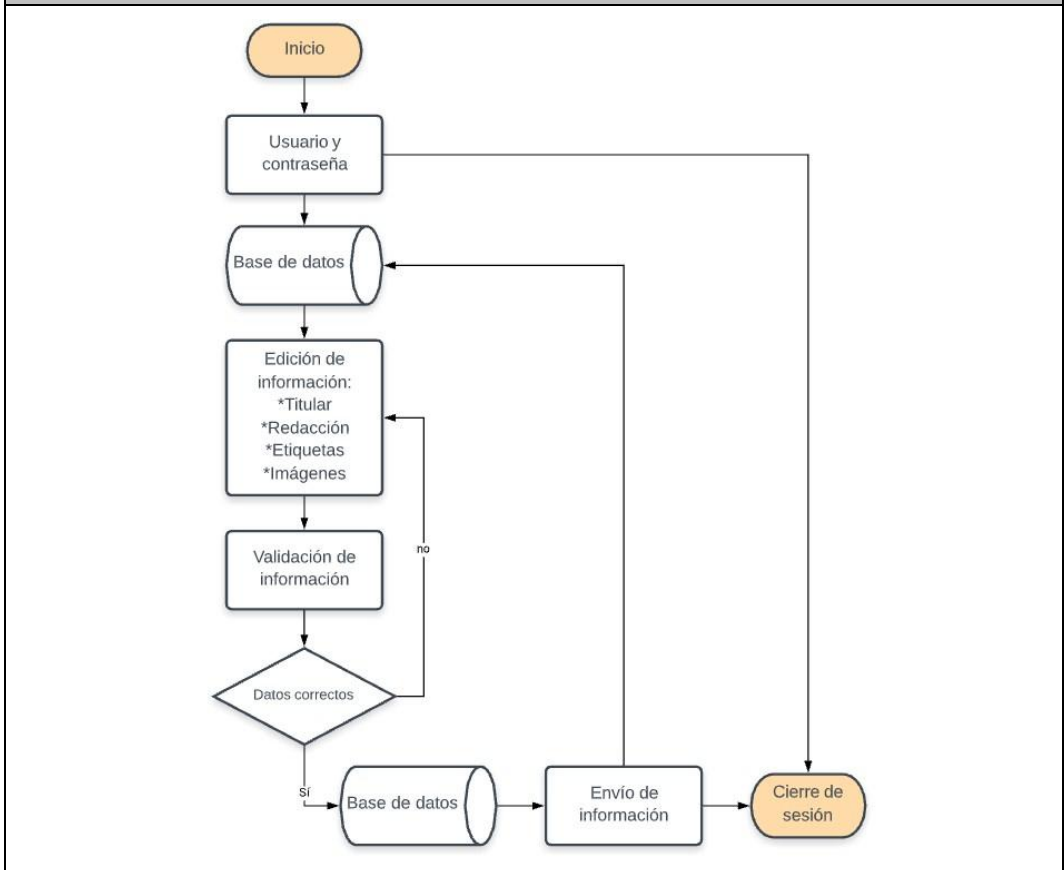 Inicio
Usuario y
contraseña
Base de datos
Edición de
información:
*Titular
*Redacción
*Etiquetas
*Imágenes
no
Validación de
información
Datos correctos
Sí
Base de datos
Envío de
información
Cierre de
sesión